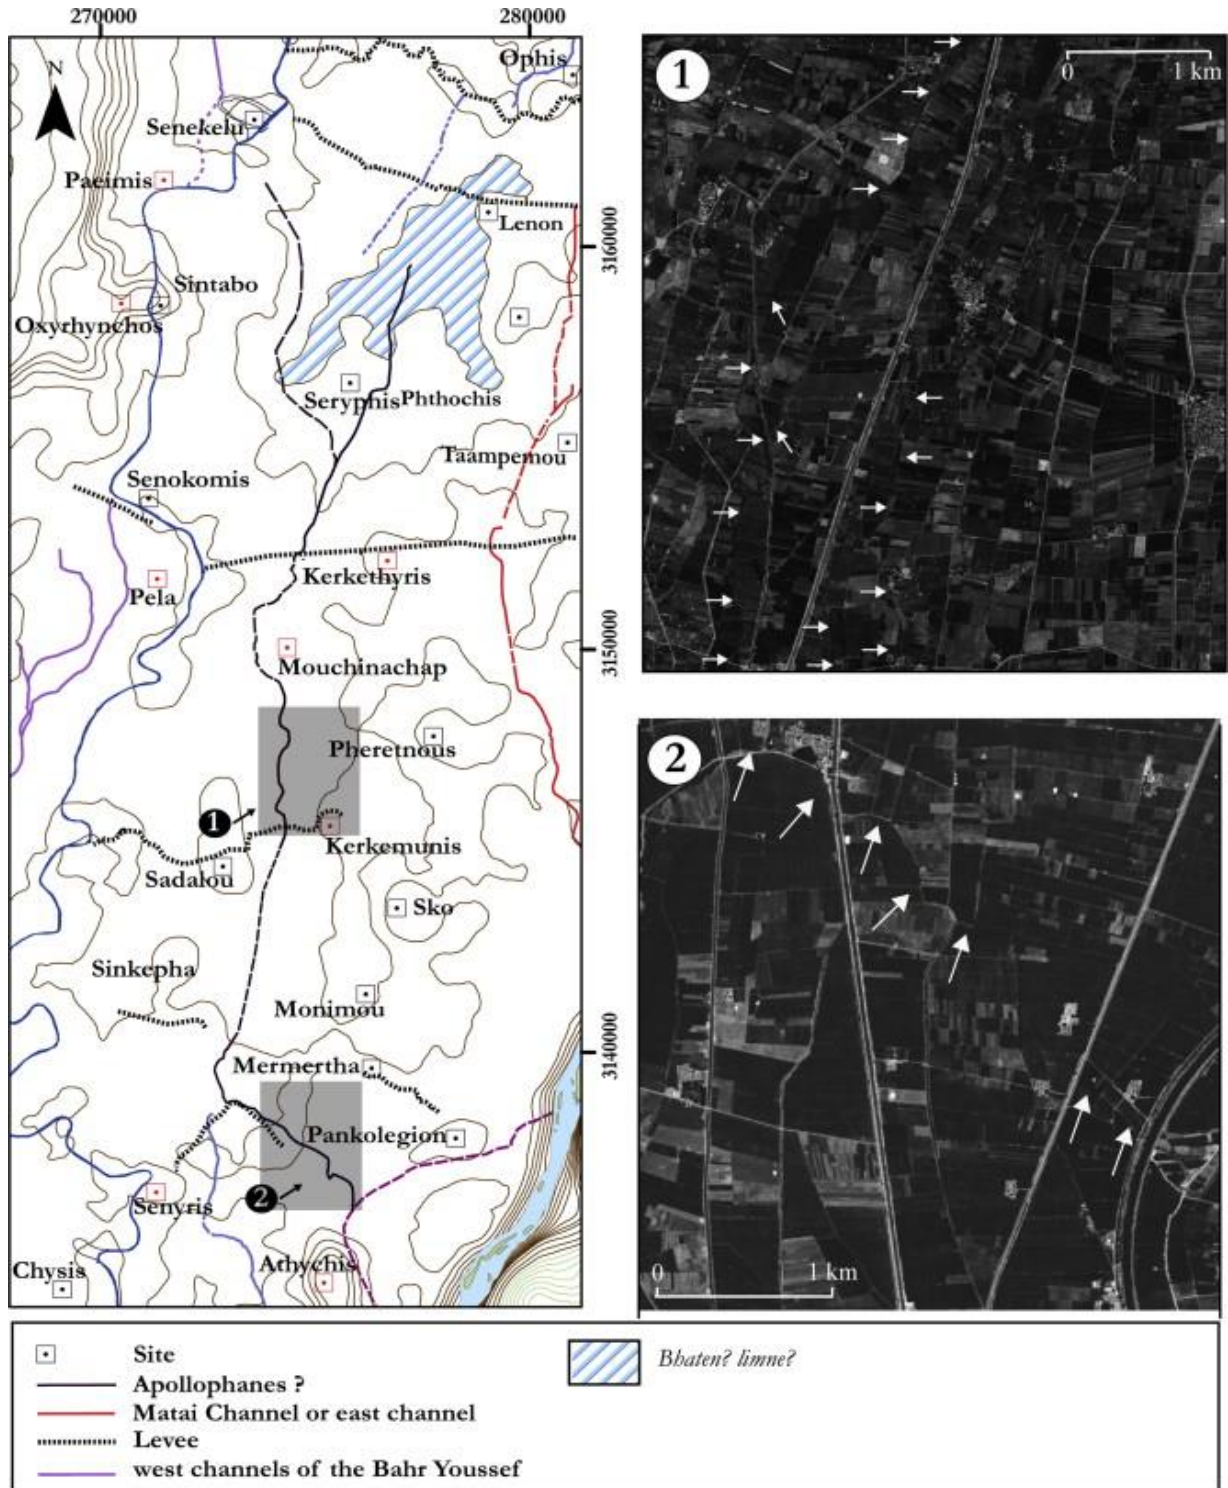 270000
280000
N
Ophis
Senekelu
Paeimis
Lenon
3160000
Sintabo
Oxyrhynchos
Seryphis
Phthochis
Taampemou
Senokomis
Kerkethyris
Pela
3150000
Mouchinachap
Pheretnous
1
Kerkemunis
Sadalou
Sko
Sinkepha
Monimou
3140000
Mermertha
Pankolegion
2
Senyris
Athychis
Chysis
1
0 1 km
2
0 1 km
Site
Apollophanes ?
Matai Channel or east channel
Levee
west channels of the Bahr Youssef
Bhaten? limne?